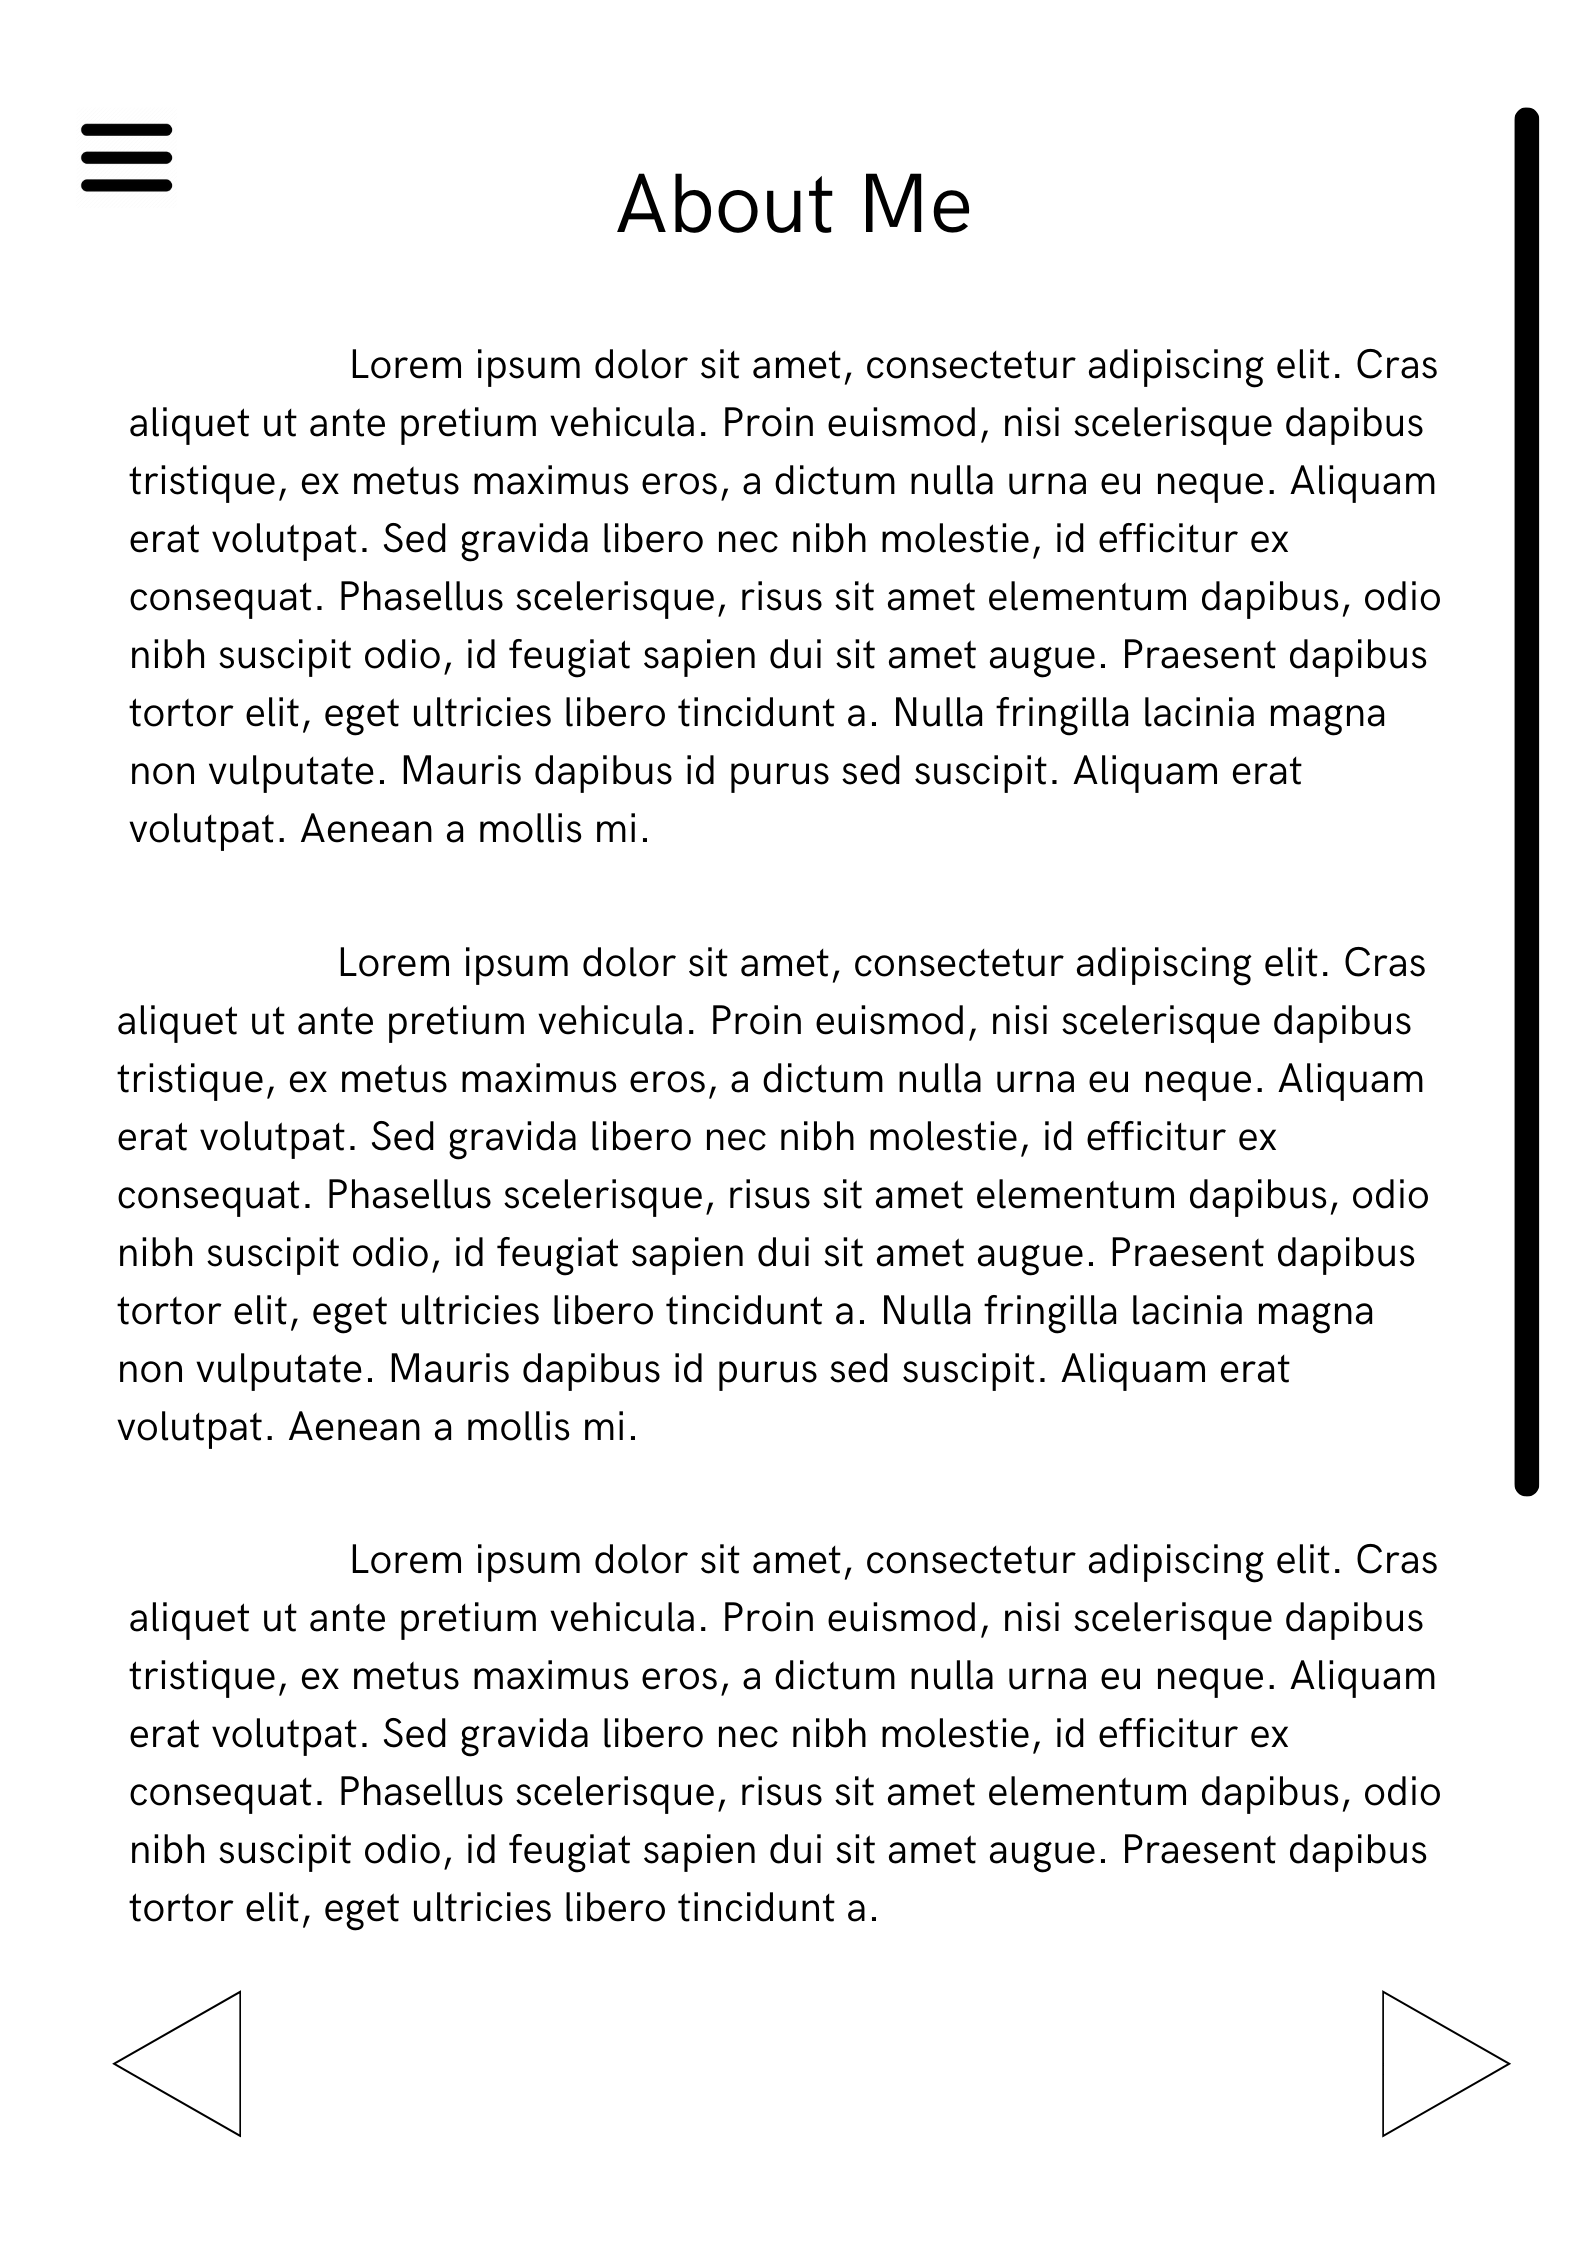 About Me
Lorem ipsum dolor sit amet, consectetur adipiscing elit. Cras
aliquet ut ante pretium vehicula. Proin euismod, nisi scelerisque dapibus
tristique, ex metus maximus eros, a dictum nulla urna eu neque. Aliquam
erat volutpat. Sed gravida libero nec nibh molestie, id efficitur ex
consequat. Phasellus scelerisque, risus sit amet elementum dapibus, odio
nibh suscipit odio, id feugiat sapien dui sit amet augue. Praesent dapibus
tortor elit, eget ultricies libero tincidunt a. Nulla fringilla lacinia magna
non vulputate. Mauris dapibus id purus sed suscipit. Aliquam erat
volutpat. Aenean a mollis mi.
Lorem ipsum dolor sit amet, consectetur adipiscing elit. Cras
aliquet ut ante pretium vehicula. Proin euismod, nisi scelerisque dapibus
tristique, ex metus maximus eros, a dictum nulla urna eu neque. Aliquam
erat volutpat. Sed gravida libero nec nibh molestie, id efficitur ex
consequat. Phasellus scelerisque, risus sit amet elementum dapibus, odio
nibh suscipit odio, id feugiat sapien dui sit amet augue. Praesent dapibus
tortor elit, eget ultricies libero tincidunt a. Nulla fringilla lacinia magna
non vulputate. Mauris dapibus id purus sed suscipit. Aliquam erat
volutpat. Aenean a mollis mi.
Lorem ipsum dolor sit amet, consectetur adipiscing elit. Cras
aliquet ut ante pretium vehicula. Proin euismod, nisi scelerisque dapibus
tristique, ex metus maximus eros, a dictum nulla urna eu neque. Aliquam
erat volutpat. Sed gravida libero nec nibh molestie, id efficitur ex
consequat. Phasellus scelerisque, risus sit amet elementum dapibus, odio
nibh suscipit odio, id feugiat sapien dui sit amet augue. Praesent dapibus
tortor elit, eget ultricies libero tincidunt a.